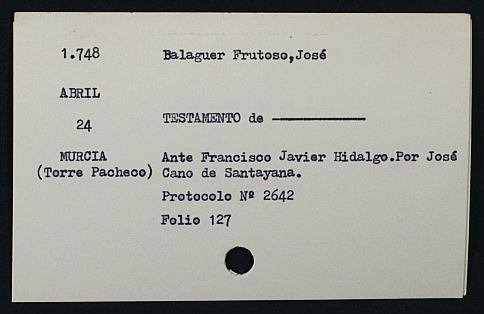 1.748 Balaguer Frutoso,José
ABRIL
24 TESTAMENTO de
MURCIA Ante Francisco Javier Hidalgo.Por José
(Torre Pacheco) Cano de Santayana.
Protocolo Nº 2642
Folio 127